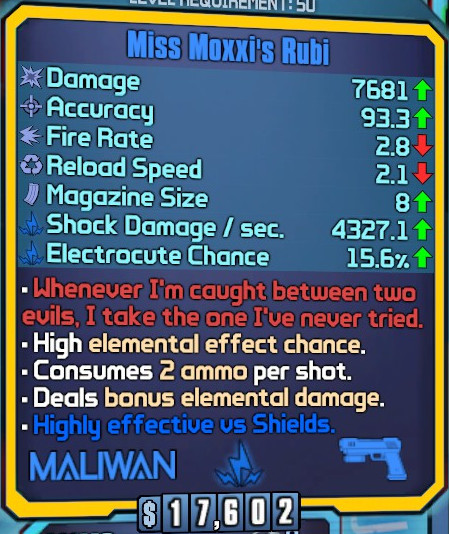 LEVEL REQUIREMENT: 50
Miss Moxxi's Rubi
Damage 7681
Accuracy 93.3
Fire Rate 2.8
Reload Speed 2.1
Magazine Size 8
Shock Damage / sec. 4327.1
Electrocute Chance 15.6%
• Whenever I'm caught between two
evils, I take the one I've never tried.
• High elemental effect chance.
• Consumes 2 ammo per shot.
• Deals bonus elemental damage.
• Highly effective vs Shields.
MALIWAN
$ 17,602